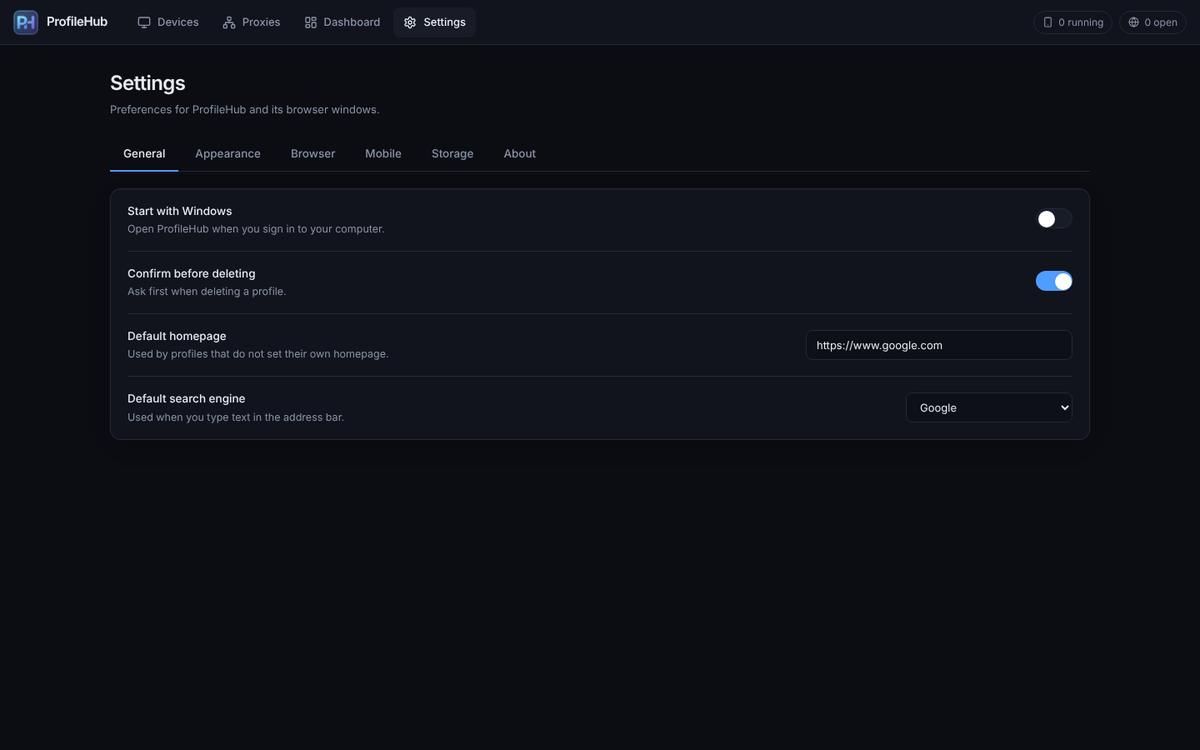 ProfileHub
Devices
Proxies
Dashboard
Settings
0 running
0 open
Settings
Preferences for ProfileHub and its browser windows.
General
Appearance
Browser
Mobile
Storage
About
Start with Windows
Open ProfileHub when you sign in to your computer.
Confirm before deleting
Ask first when deleting a profile.
Default homepage
Used by profiles that do not set their own homepage.
https://www.google.com
Default search engine
Used when you type text in the address bar.
Google